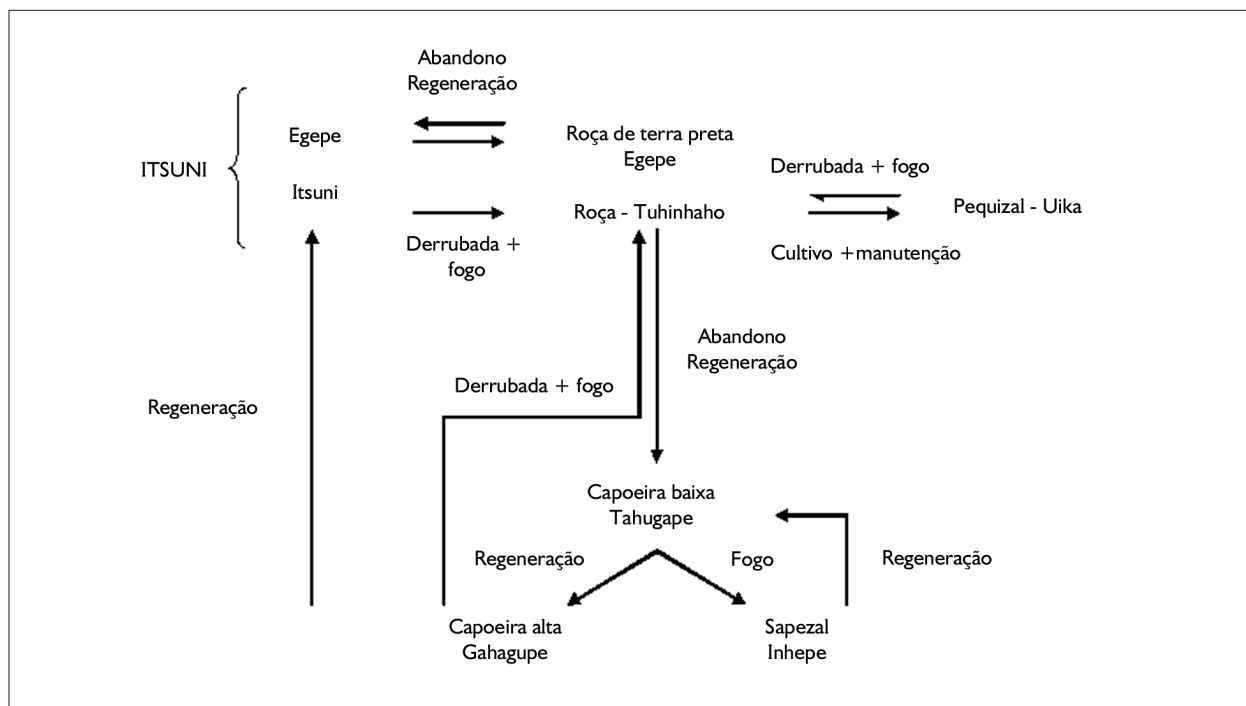 Abandono
Regeneração
ITSUNI
Egepe
Itsuni
Roça de terra preta
Egepe
Roça - Tuhinhaho
Derrubada + fogo
Pequizal - Uika
Cultivo +manutenção
Derrubada +
fogo
Abandono
Regeneração
Derrubada + fogo
Regeneração
Capoeira baixa
Tahugape
Regeneração
Fogo
Regeneração
Capoeira alta
Gahagupe
Sapezal
Inhepe